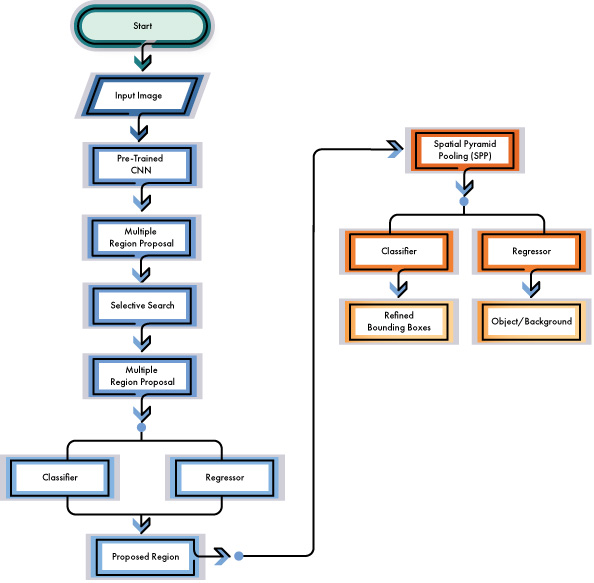 Start
Input Image
Pre-Trained
CNN
Multiple
Region Proposal
Selective Search
Multiple
Region Proposal
Classifier
Regressor
Proposed Region
Spatial Pyramid
Pooling (SPP)
Classifier
Regressor
Refined
Bounding Boxes
Object/Background